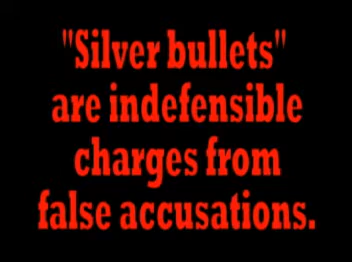 "Silver bullets"
are indefensible
charges from
false accusations.